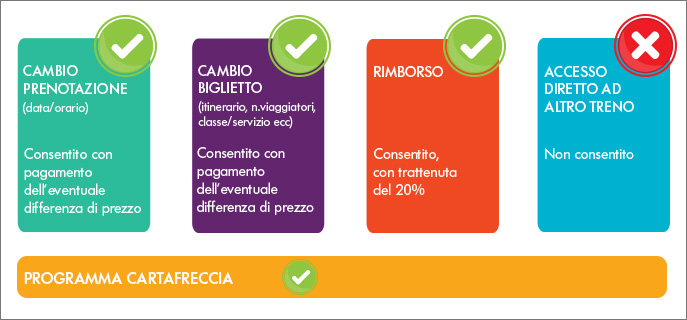 CAMBIO
PRENOTAZIONE
(data/orario)
Consentito con
pagamento
dell'eventuale
differenza di prezzo
CAMBIO
BIGLIETTO
(itinerario, n.viaggiatori,
classe/servizio ecc)
Consentito con
pagamento
dell'eventuale
differenza di prezzo
RIMBORSO
Consentito,
con trattenuta
del 20%
ACCESSO
DIRETTO AD
ALTRO TRENO
Non consentito
PROGRAMMA CARTAFRECCIA